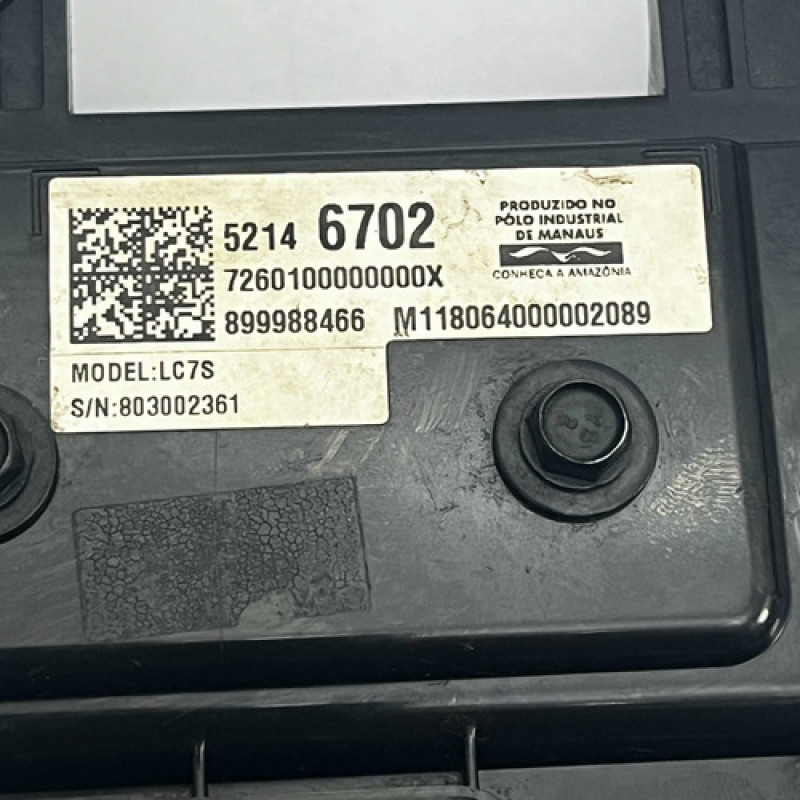 5214 6702
7260100000000X
899988466 M118064000002089
MODEL:LC7S
S/N:803002361
PRODUZIDO NO
PÓLO INDUSTRIAL
DE MANAUS
CONHEÇA A AMAZÔNIA